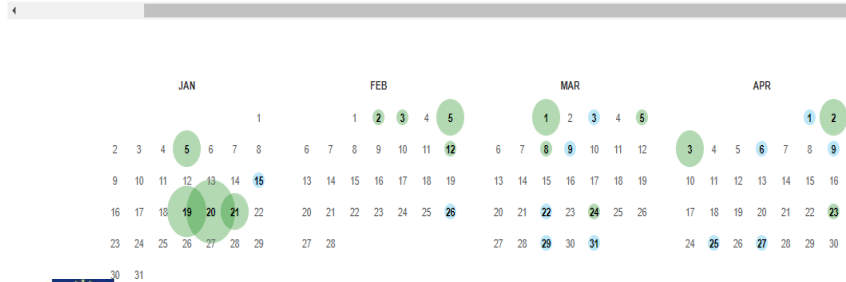 JAN FEB MAR APR
1 1 2 3 4 5 1 2 3 4 5 1 2
2 3 4 5 6 7 8 6 7 8 9 10 11 12 6 7 8 9 10 11 12 3 4 5 6 7 8 9
9 10 11 12 13 14 15 13 14 15 16 17 18 19 13 14 15 16 17 18 19 10 11 12 13 14 15 16
16 17 18 19 20 21 22 20 21 22 23 24 25 26 20 21 22 23 24 25 26 17 18 19 20 21 22 23
23 24 25 26 27 28 29 27 28 27 28 29 30 31 24 25 26 27 28 29 30
30 31